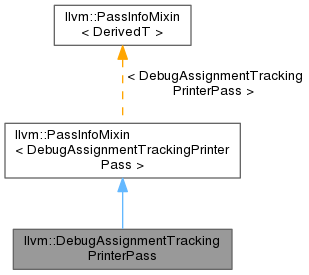 llvm::PassInfoMixin
< DerivedT >
< DebugAssignmentTracking
PrinterPass >
llvm::PassInfoMixin
< DebugAssignmentTrackingPrinter
Pass >
llvm::DebugAssignmentTracking
PrinterPass